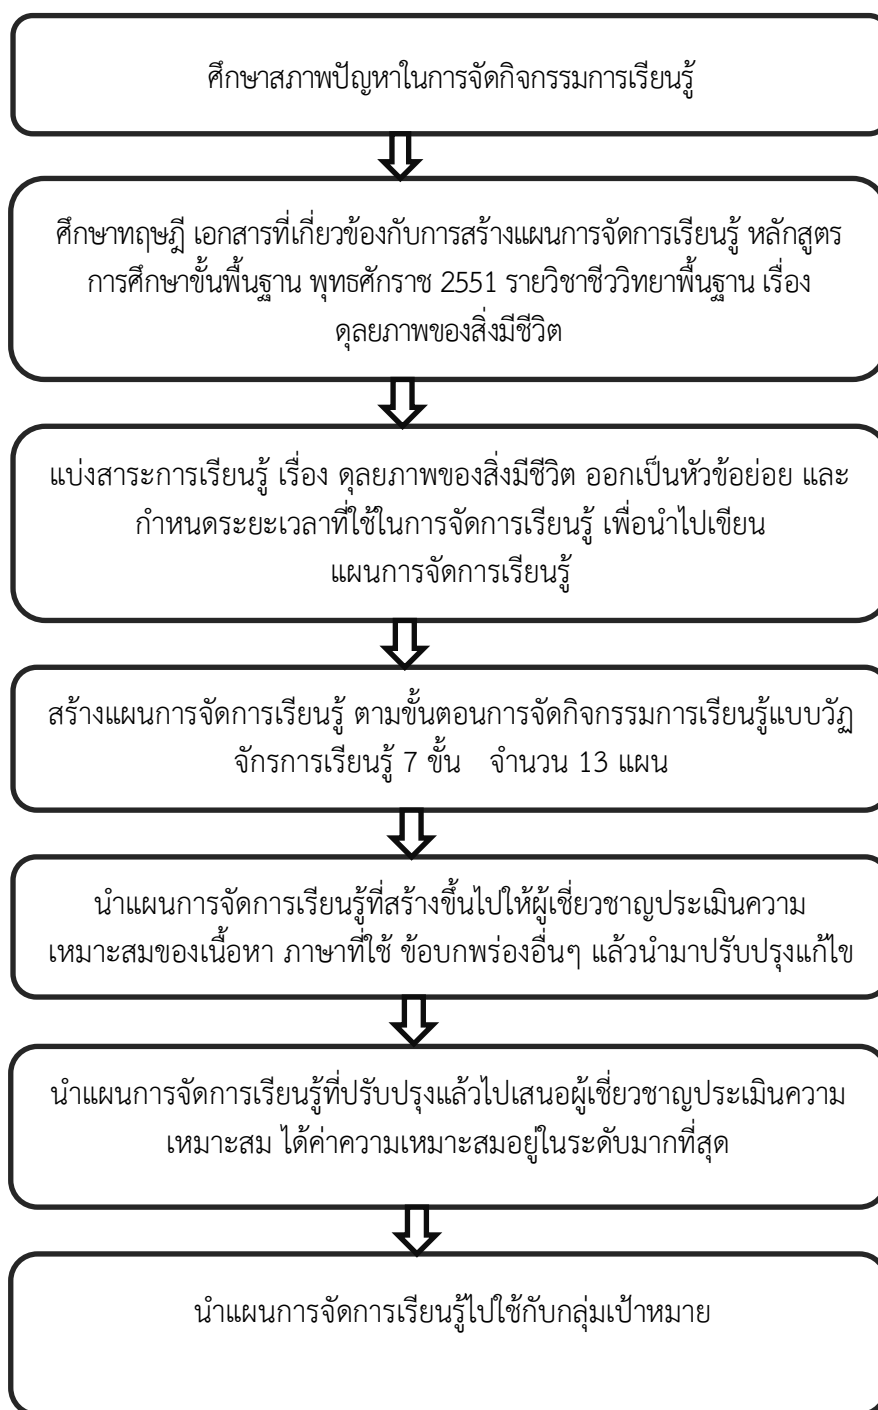 ศึกษาสภาพปัญหาในการจัดกิจกรรมการเรียนรู้
ศึกษาทฤษฎี เอกสารที่เกี่ยวข้องกับการสร้างแผนการจัดการเรียนรู้ หลักสูตร
การศึกษาขั้นพื้นฐาน พุทธศักราช 2551 รายวิชาชีววิทยาพื้นฐาน เรื่อง
ดุลยภาพของสิ่งมีชีวิต
แบ่งสาระการเรียนรู้ เรื่อง ดุลยภาพของสิ่งมีชีวิต ออกเป็นหัวข้อย่อย และ
กำหนดระยะเวลาที่ใช้ในการจัดการเรียนรู้ เพื่อนำไปเขียน
แผนการจัดการเรียนรู้
สร้างแผนการจัดการเรียนรู้ ตามขั้นตอนการจัดกิจกรรมการเรียนรู้แบบวัฏ
จักรการเรียนรู้ 7 ขั้น จำนวน 13 แผน
นำแผนการจัดการเรียนรู้ที่สร้างขึ้นไปให้ผู้เชี่ยวชาญประเมินความ
เหมาะสมของเนื้อหา ภาษาที่ใช้ ข้อบกพร่องอื่นๆ แล้วนำมาปรับปรุงแก้ไข
นำแผนการจัดการเรียนรู้ที่ปรับปรุงแล้วไปเสนอผู้เชี่ยวชาญประเมินความ
เหมาะสม ได้ค่าความเหมาะสมอยู่ในระดับมากที่สุด
นำแผนการจัดการเรียนรู้ไปใช้กับกลุ่มเป้าหมาย